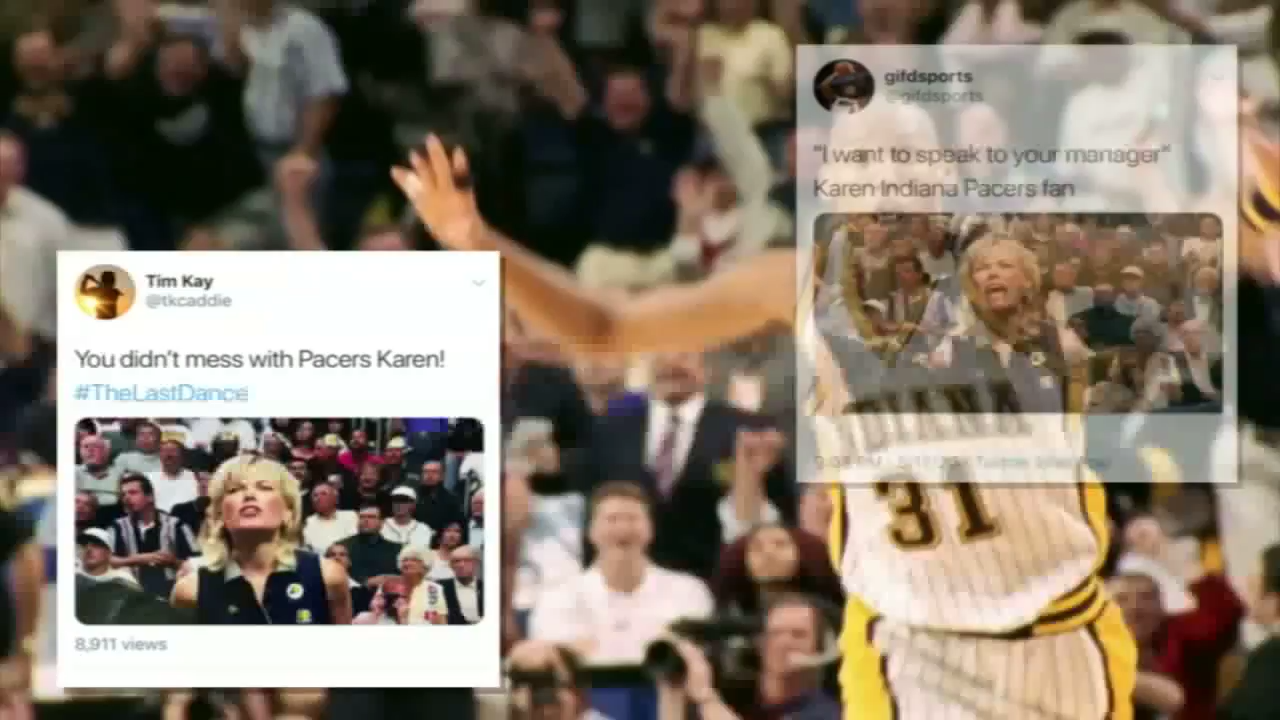 Tim Kay
@tkcaddie
You didn't mess with Pacers Karen!
#TheLastDance
8,911 views
gifdsports
@gifdsports
"I want to speak to your manager"
Karen Indiana Pacers fan
INDIANA
31